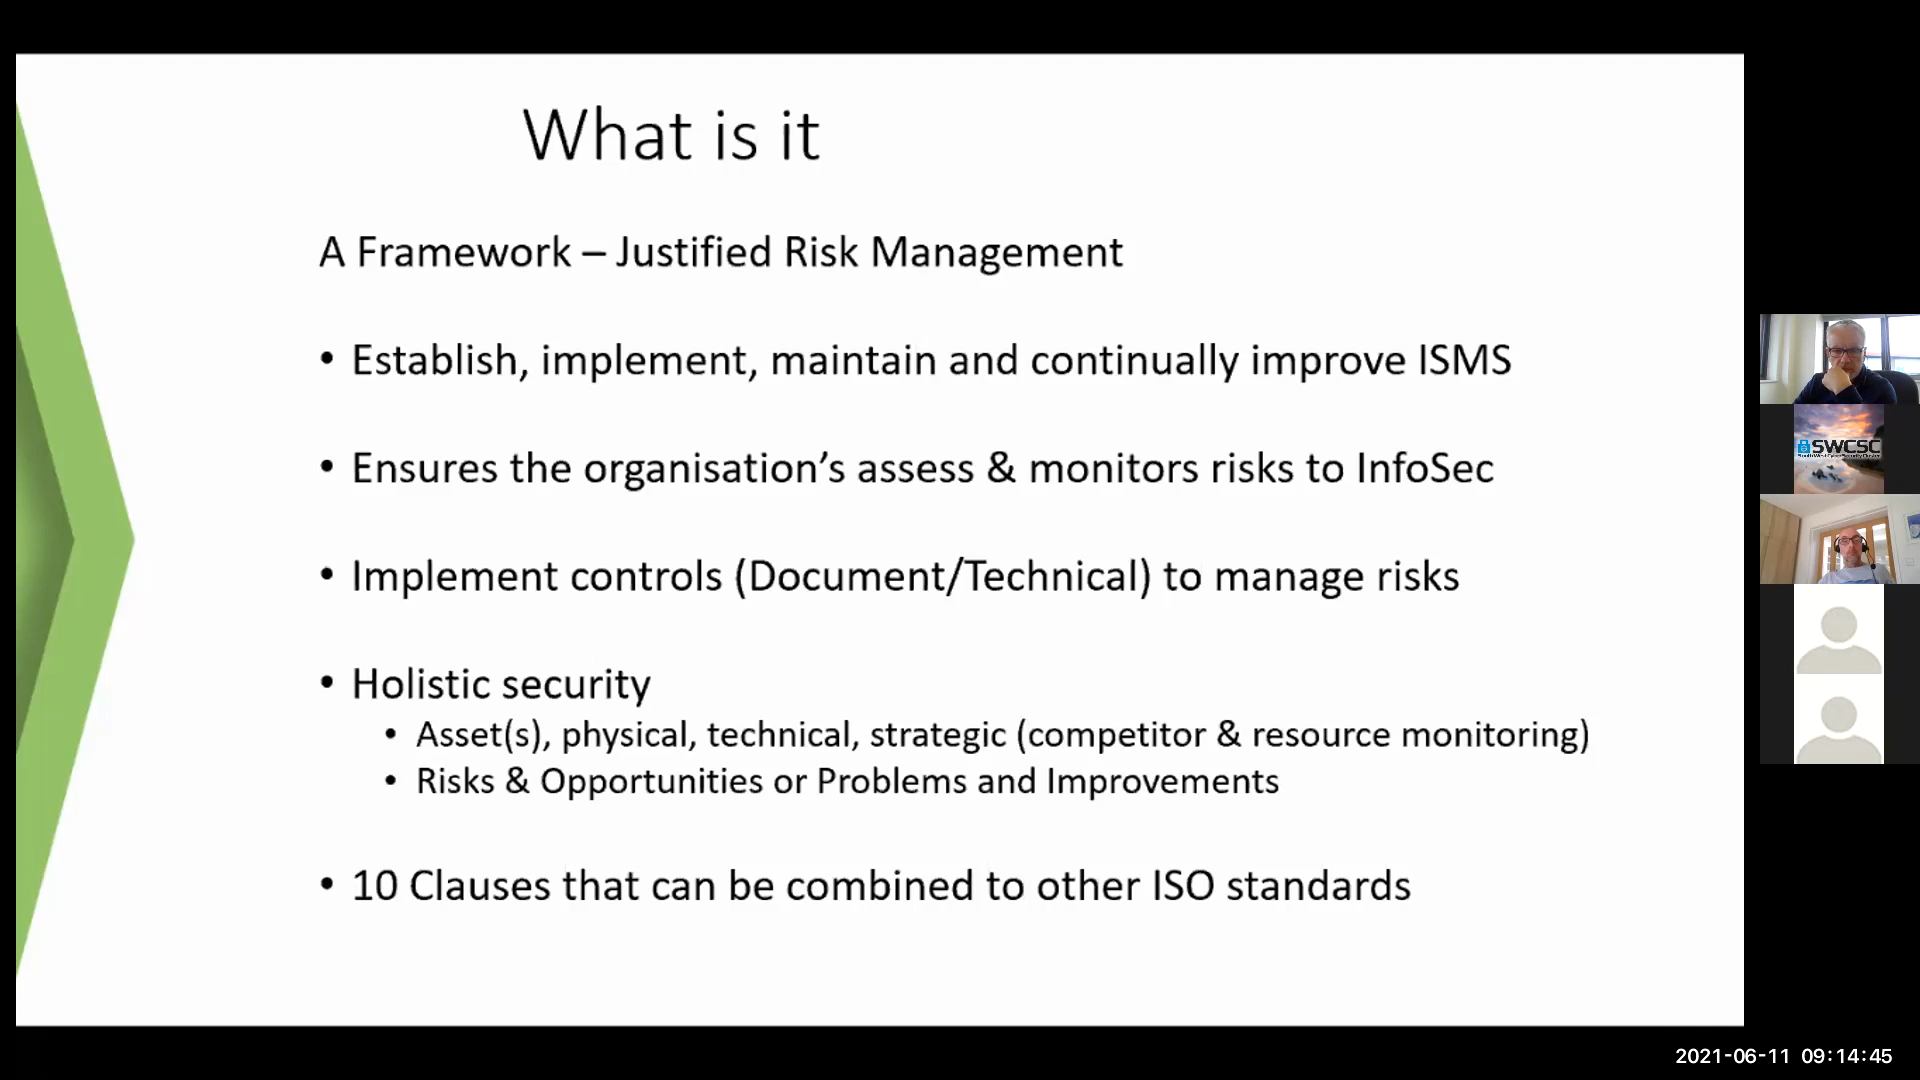 What is it
A Framework – Justified Risk Management
• Establish, implement, maintain and continually improve ISMS
• Ensures the organisation’s assess & monitors risks to InfoSec
• Implement controls (Document/Technical) to manage risks
• Holistic security
• Asset(s), physical, technical, strategic (competitor & resource monitoring)
• Risks & Opportunities or Problems and Improvements
• 10 Clauses that can be combined to other ISO standards
SWCSC
2021-06-11 09:14:45